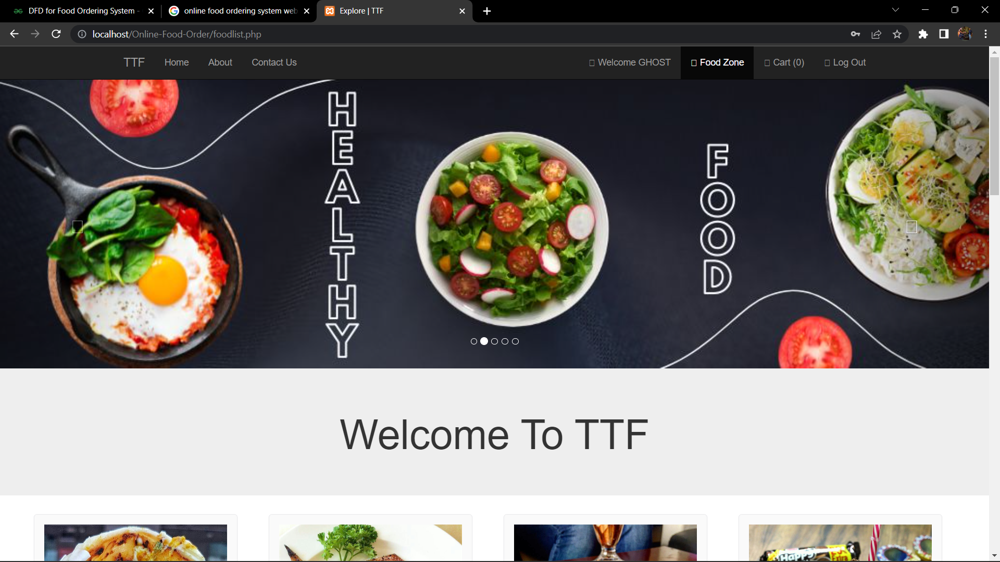 DFD for Food Ordering System -
online food ordering system web
Explore | TTF
localhost/Online-Food-Order/foodlist.php
TTF
Home
About
Contact Us
Welcome GHOST
Food Zone
Cart (0)
Log Out
HEALTHY
FOOD
Welcome To TTF
Happy